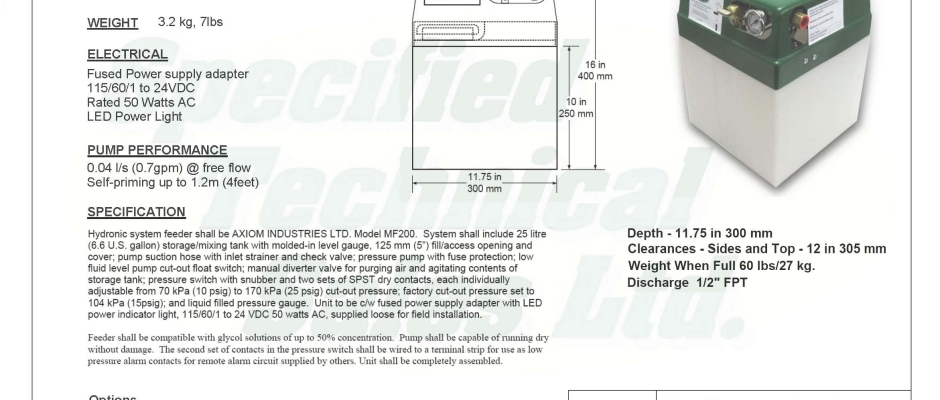 WEIGHT 3.2 kg, 7lbs
ELECTRICAL
Fused Power supply adapter
115/60/1 to 24VDC
Rated 50 Watts AC
LED Power Light
PUMP PERFORMANCE
0.04 l/s (0.7gpm) @ free flow
Self-priming up to 1.2m (4feet)
SPECIFICATION
Hydronic system feeder shall be AXIOM INDUSTRIES LTD. Model MF200. System shall include 25 litre
(6.6 U.S. gallon) storage/mixing tank with molded-in level gauge, 125 mm (5") fill/access opening and
cover; pump suction hose with inlet strainer and check valve; pressure pump with fuse protection; low
fluid level pump cut-out float switch; manual diverter valve for purging air and agitating contents of
storage tank; pressure switch with snubber and two sets of SPST dry contacts, each individually
adjustable from 70 kPa (10 psig) to 170 kPa (25 psig) cut-out pressure; factory cut-out pressure set to
104 kPa (15psig); and liquid filled pressure gauge. Unit to be c/w fused power supply adapter with LED
power indicator light, 115/60/1 to 24 VDC 50 watts AC, supplied loose for field installation.
Feeder shall be compatible with glycol solutions of up to 50% concentration. Pump shall be capable of running dry
without damage. The second set of contacts in the pressure switch shall be wired to a terminal strip for use as low
pressure alarm contacts for remote alarm circuit supplied by others. Unit shall be completely assembled.
Options
16 in
400 mm
10 in
250 mm
11.75 in
300 mm
Depth - 11.75 in 300 mm
Clearances - Sides and Top - 12 in 305 mm
Weight When Full 60 lbs/27 kg.
Discharge 1/2" FPT
Specified
Technical
Sales Ltd.